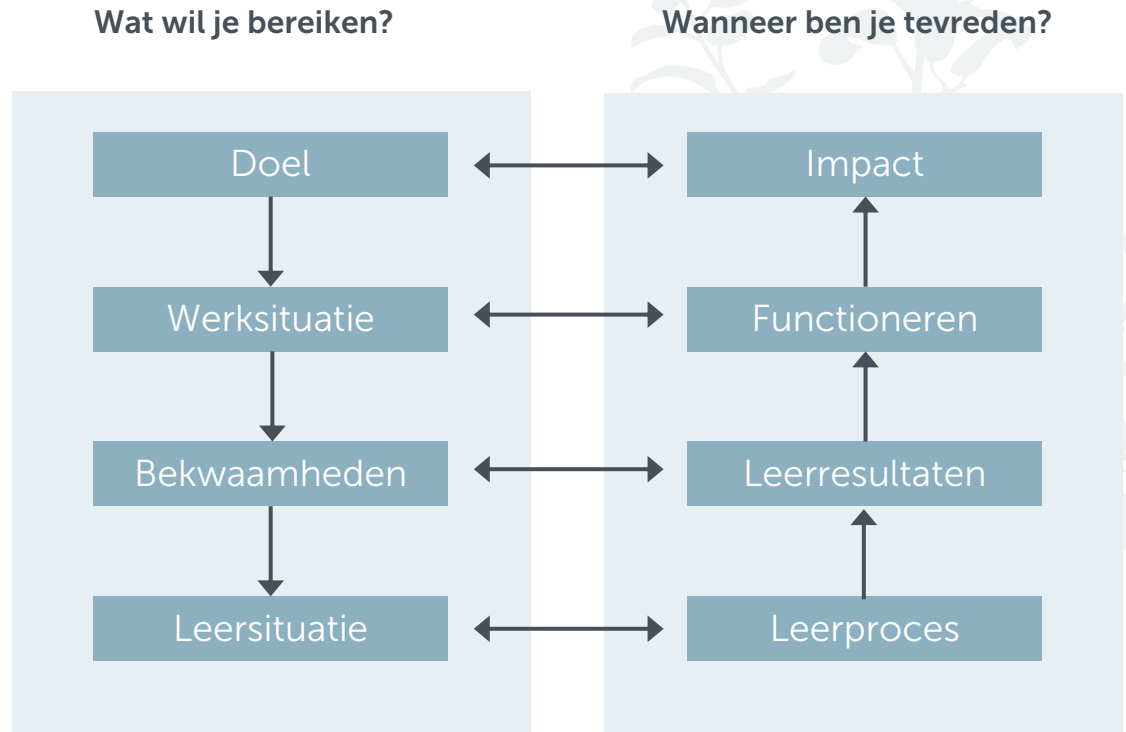 Wat wil je bereiken?
Wanneer ben je tevreden?
Doel
Impact
Werksituatie
Functioneren
Bekwaamheden
Leerresultaten
Leersituatie
Leerproces